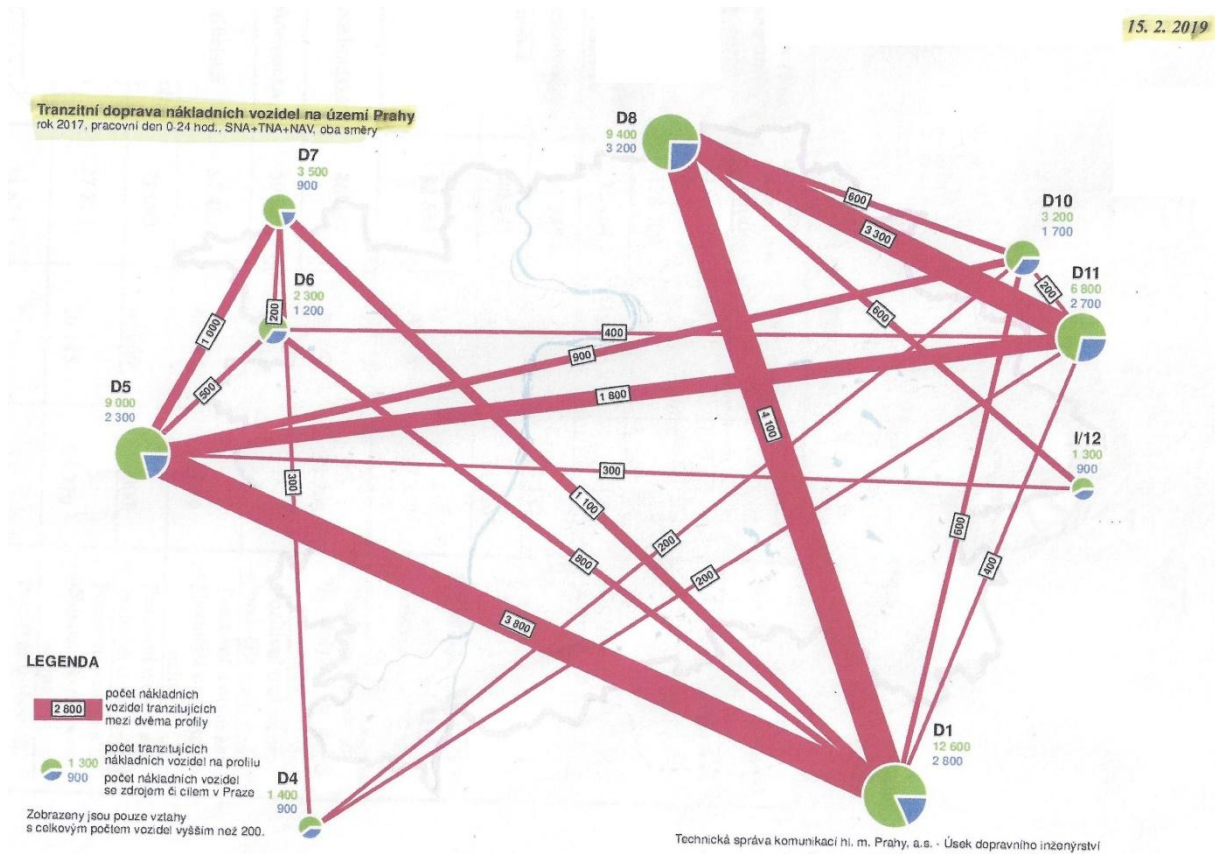 15. 2. 2019
Tranzitní doprava nákladních vozidel na území Prahy
rok 2017, pracovní den 0-24 hod., SNA+TNA+NAV, oba směry
D8
9 400
3 200
D7
3 500
900
D10
3 200
1 700
600
3 300
D11
6 800
2 700
200
D6
2 300
1 200
200
1 000
400
600
900
500
D5
9 000
2 300
1 800
4 100
I/12
1 300
900
300
300
1 100
200
600
800
200
400
3 800
LEGENDA
2 800
počet nákladních
vozidel tranzitujících
mezi dvěma profily
1 300
900
počet tranzitujících
nákladních vozidel na profilu
počet nákladních vozidel
se zdrojem či cílem v Praze
D4
1 400
900
D1
12 600
2 800
Zobrazeny jsou pouze vztahy
s celkovým počtem vozidel vyšším než 200.
Technická správa komunikací hl. m. Prahy, a.s. - Úsek dopravního inženýrství